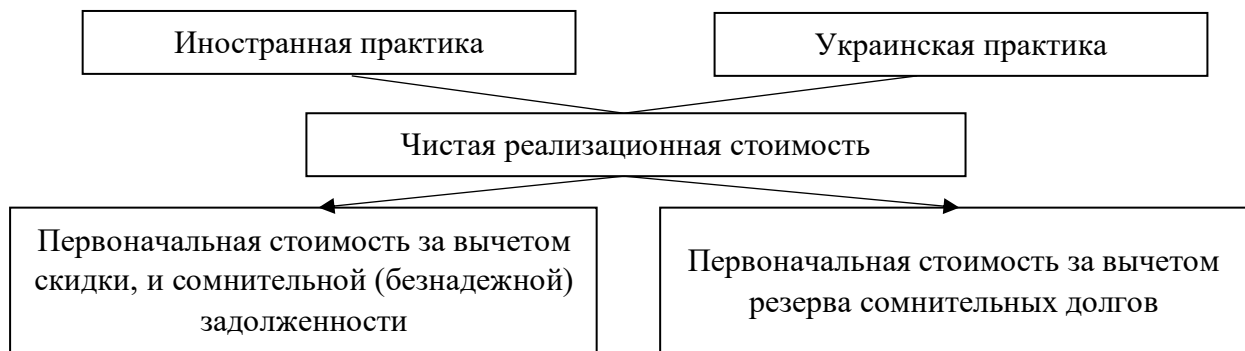 Иностранная практика
Украинская практика
Чистая реализационная стоимость
Первоначальная стоимость за вычетом
скидки, и сомнительной (безнадежной)
задолженности
Первоначальная стоимость за вычетом
резерва сомнительных долгов